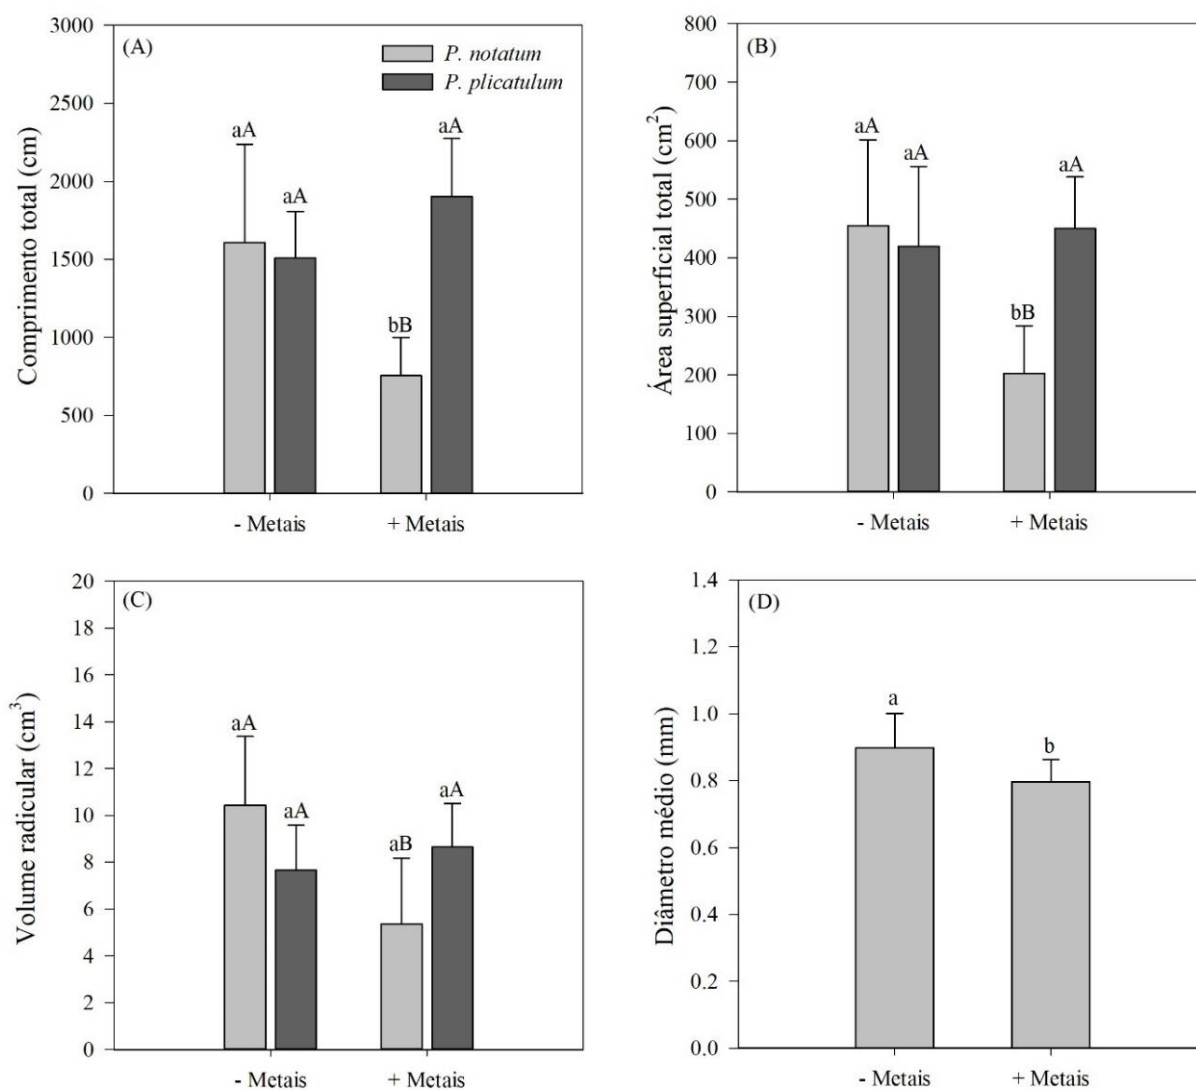 (A)
P. notatum
P. plicatulum
Comprimento total (cm)
3000
2500
2000
1500
1000
500
0
aA
aA
bB
aA
- Metais
+ Metais
(B)
Área superficial total (cm²)
800
700
600
500
400
300
200
100
0
aA
aA
bB
aA
- Metais
+ Metais
(C)
Volume radicular (cm³)
20
18
16
14
12
10
8
6
4
2
0
aA
aA
aB
aA
- Metais
+ Metais
(D)
Diâmetro médio (mm)
1.4
1.2
1.0
0.8
0.6
0.4
0.2
0.0
a
b
- Metais
+ Metais